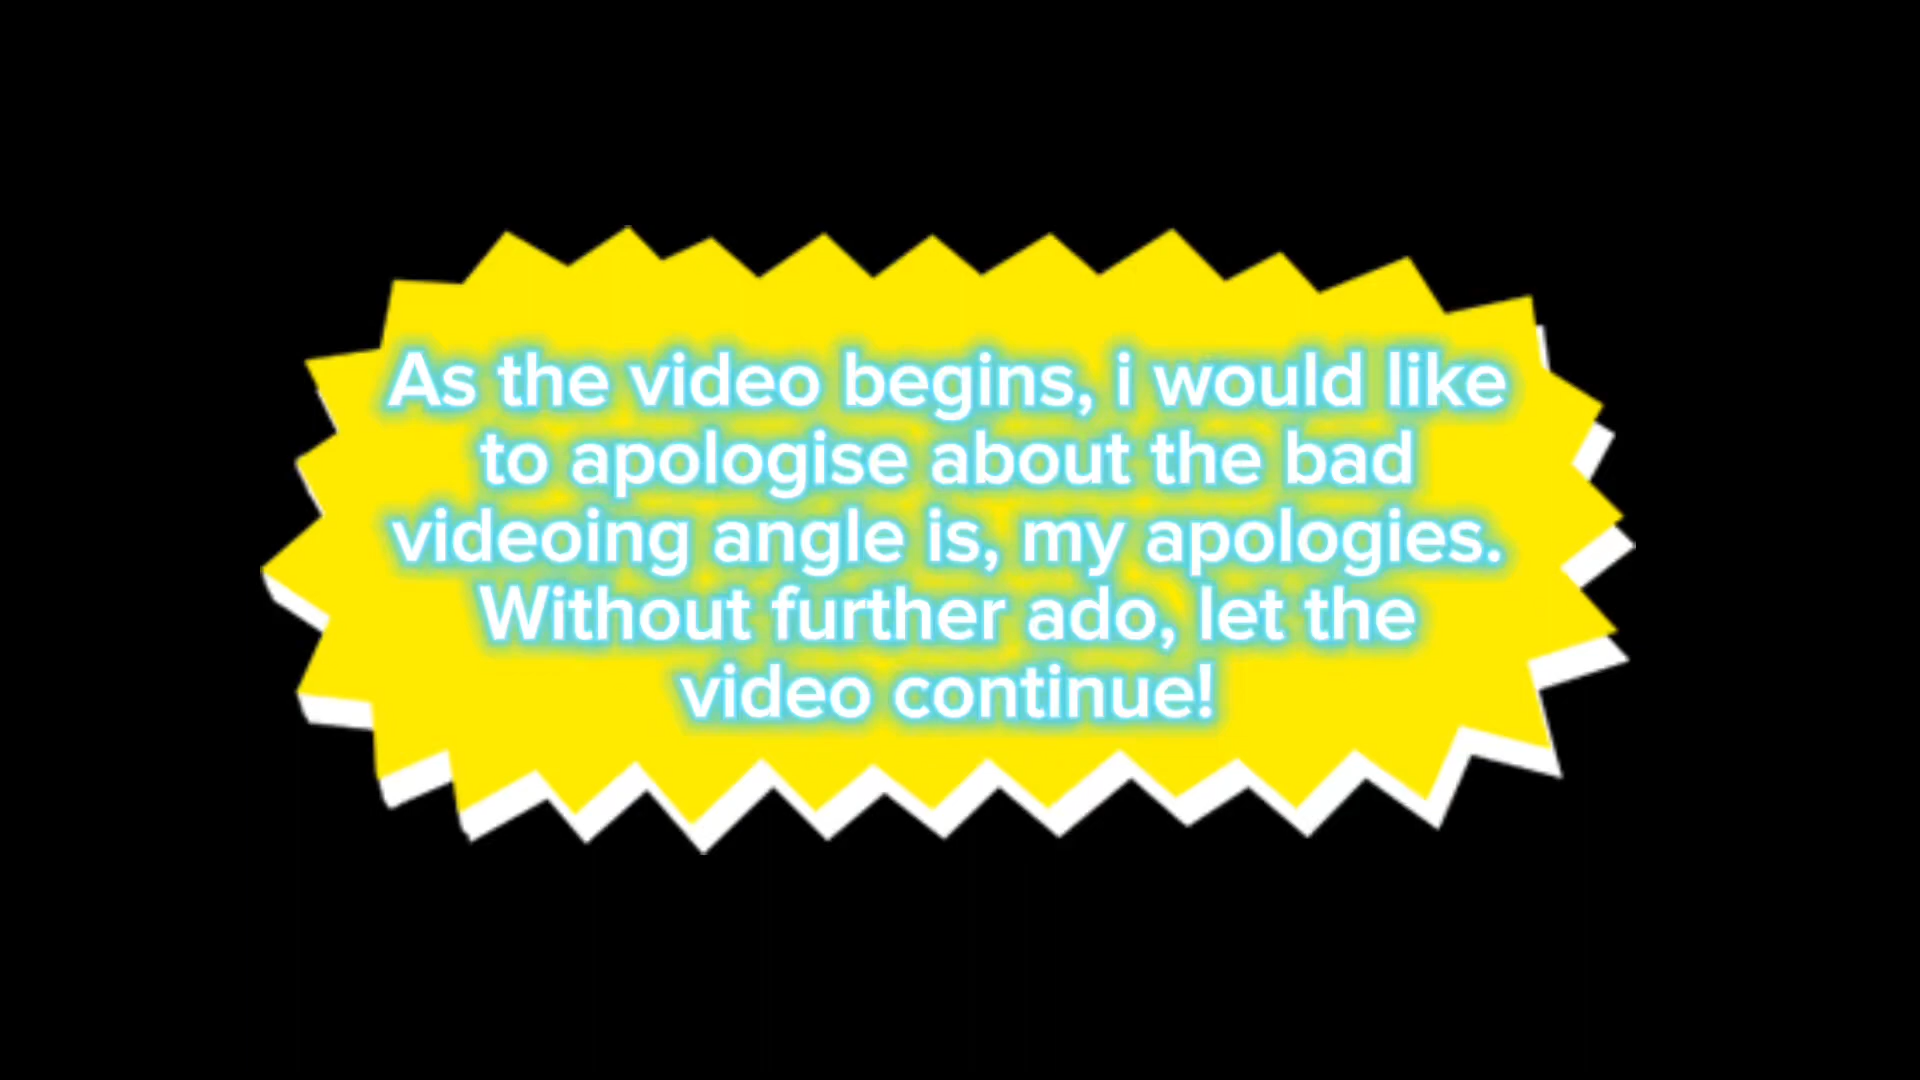 As the video begins, i would like
to apologise about the bad
videoing angle is, my apologies.
Without further ado, let the
video continue!